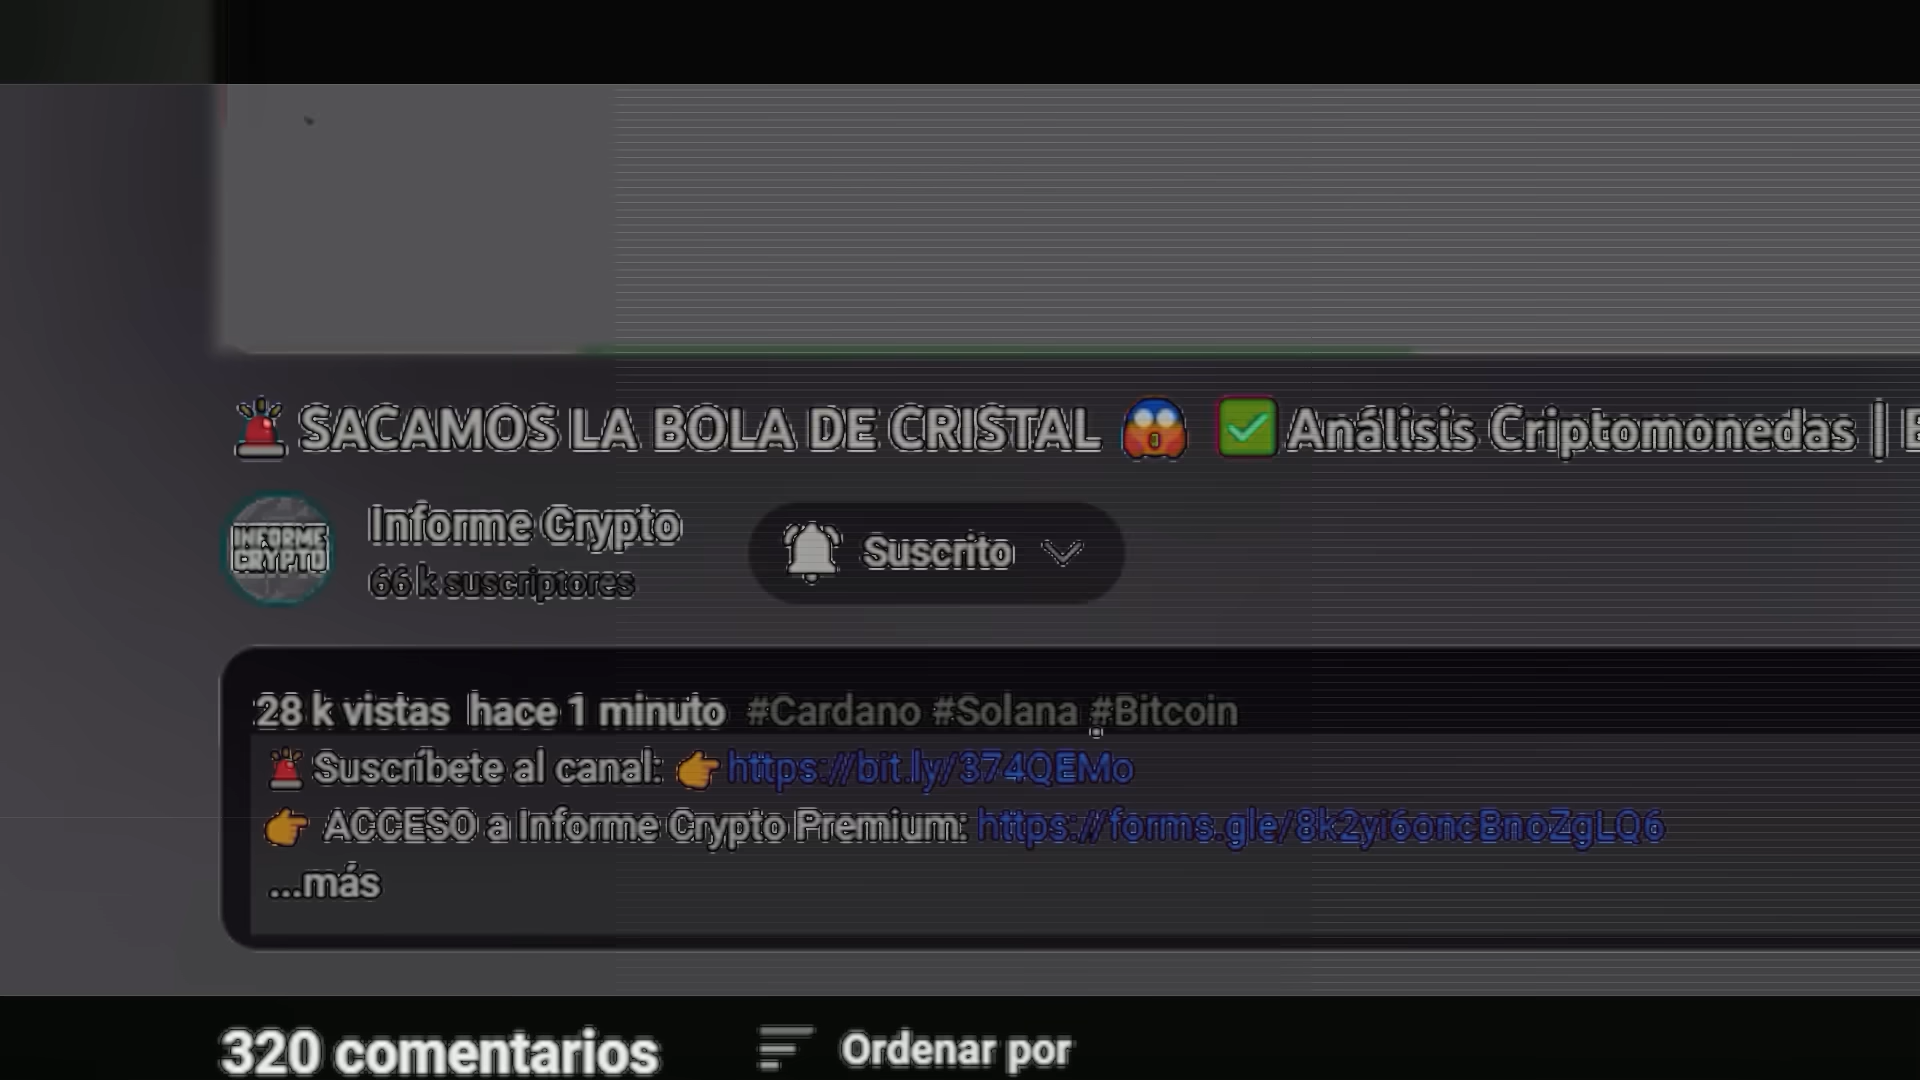 🚨 SACAMOS LA BOLA DE CRISTAL 😱 ✅ Análisis Criptomonedas |
INFORME
CRYPTO
Informe Crypto
66 k suscriptores
Suscrito
28 k vistas hace 1 minuto #Cardano #Solana #Bitcoin
🚨 Suscríbete al canal: 👉 https://bit.ly/374QEMo
👉 ACCESO a Informe Crypto Premium: https://forms.gle/8k2yi6oncBnoZgLQ6
...más
320 comentarios
Ordenar por